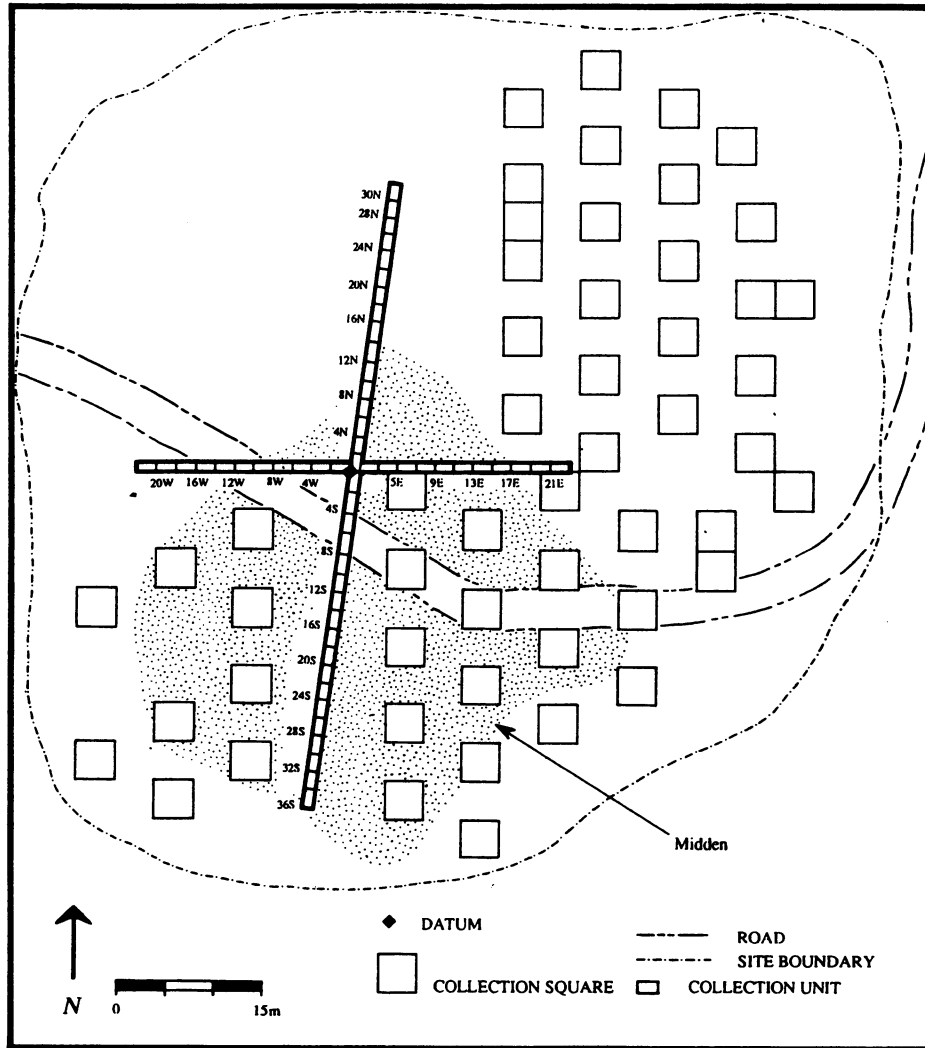 30N
28N
24N
20N
16N
12N
8N
4N
20W 16W 12W 8W 4W 5E 9E 13E 17E 21E
4S
8S
12S
16S
20S
24S
28S
32S
36S
Midden
N
0 15m
DATUM
COLLECTION SQUARE
ROAD
SITE BOUNDARY
COLLECTION UNIT